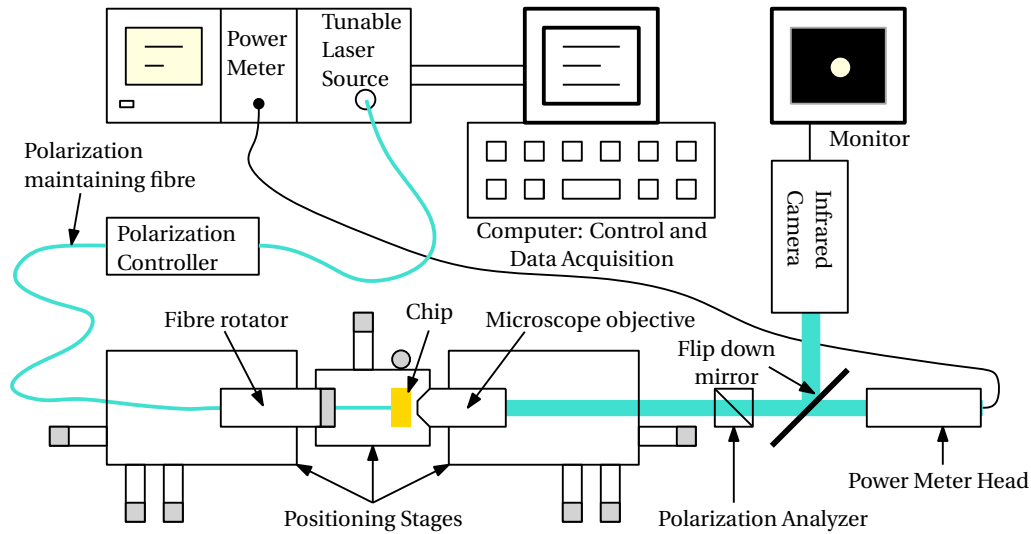 Power
Meter
Tunable
Laser
Source
Monitor
Polarization
maintaining fibre
Infrared
Camera
Polarization
Controller
Computer: Control and
Data Acquisition
Fibre rotator
Chip
Microscope objective
Flip down
mirror
Power Meter Head
Positioning Stages
Polarization Analyzer